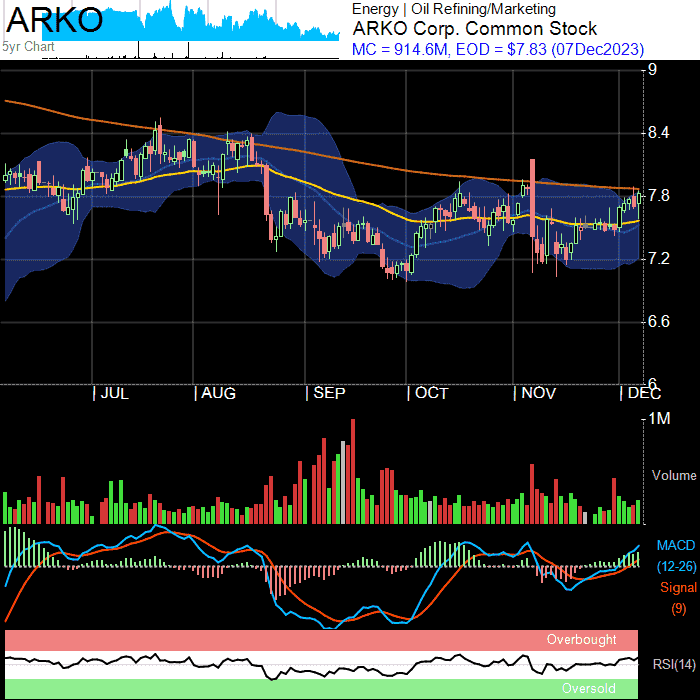 ARKO
5yr Chart
Energy | Oil Refining/Marketing
ARKO Corp. Common Stock
MC = 914.6M, EOD = $7.83 (07Dec2023)
9
8.4
7.8
7.2
6.6
6
| JUL | AUG | SEP | OCT | NOV | DEC
1M
Volume
MACD
(12-26)
Signal
(9)
Overbought
RSI(14)
Oversold